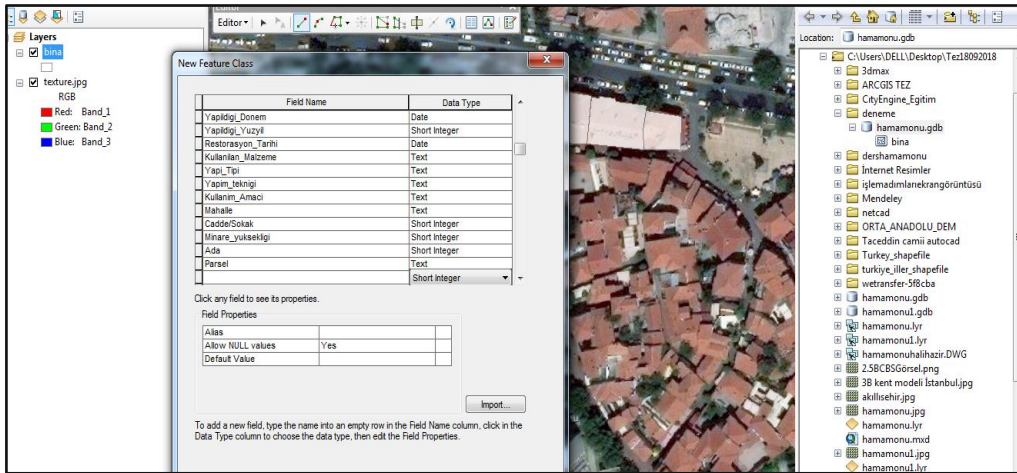 Editor
Layers
bina
texture.jpg
RGB
Red: Band_1
Green: Band_2
Blue: Band_3
Editor
New Feature Class
Field Name Data Type
Yapildigi_Donem Date
Yapildigi_Yuzyil Short Integer
Restorasyon_Tarihi Date
Kullanilan_Malzeme Text
Yapi_Tipi Text
Yapim_teknigi Text
Kullanim_Amaci Text
Mahalle Text
Cadde/Sokak Short Integer
Minare_yuksekligi Short Integer
Ada Short Integer
Parsel Text
Short Integer
Click any field to see its properties.
Field Properties
Alias
Allow NULL values Yes
Default Value
Import...
To add a new field, type the name into an empty row in the Field Name column, click in the
Data Type column to choose the data type, then edit the Field Properties.
Location: hamamonu.gdb
C:\Users\DELL\Desktop\Tez18092018
3dmax
ARCGIS TEZ
CityEngine_Egitim
deneme
hamamonu.gdb
bina
dershamamonu
İnternet Resimler
işlemadımlarıekrangörüntüsü
Mendeley
netcad
ORTA_ANADOLU_DEM
Taceddin camii autocad
Turkey_shapefile
turkiye_iller_shapefile
wetransfer-5f8cba
hamamonu.gdb
hamamonu1.gdb
hamamonu.lyr
hamamonu1.lyr
hamamonuhalihazir.DWG
2.5BCBSGörsel.png
3B kent modeli İstanbul.jpg
akıllısehir.jpg
hamamonu.jpg
hamamonu.lyr
hamamonu.mxd
hamamonu1.jpg
hamamonu1.lyr